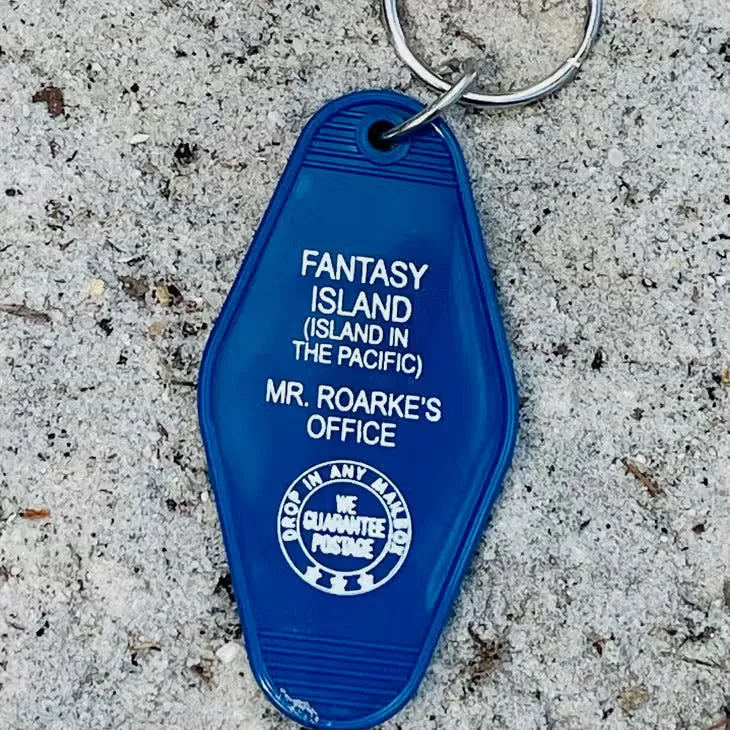 FANTASY
ISLAND
(ISLAND IN
THE PACIFIC)
MR. ROARKE'S
OFFICE
DROP IN ANY MAILBOX
WE
GUARANTEE
POSTAGE